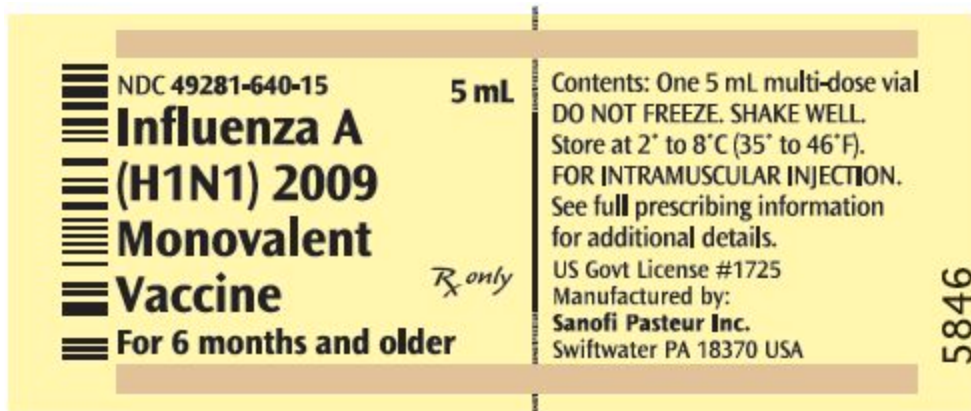 NDC 49281-640-15
5 mL
Influenza A
(H1N1) 2009
Monovalent
Vaccine
Rx only
For 6 months and older
Contents: One 5 mL multi-dose vial
DO NOT FREEZE. SHAKE WELL.
Store at 2° to 8°C (35° to 46°F).
FOR INTRAMUSCULAR INJECTION.
See full prescribing information
for additional details.
US Govt License #1725
Manufactured by:
Sanofi Pasteur Inc.
Swiftwater PA 18370 USA
5846